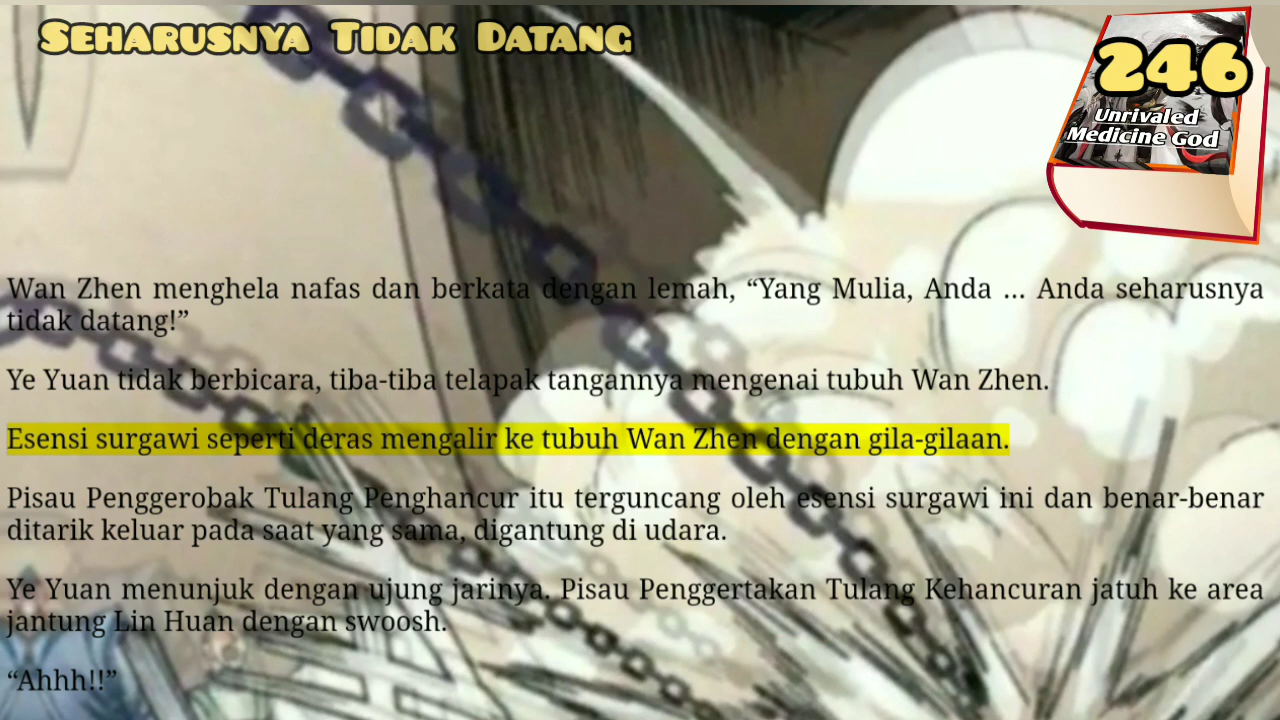 Seharusnya Tidak Datang
246
Unrivaled
Medicine God
Wan Zhen menghela nafas dan berkata dengan lemah, “Yang Mulia, Anda ... Anda seharusnya
tidak datang!”
Ye Yuan tidak berbicara, tiba-tiba telapak tangannya mengenai tubuh Wan Zhen.
Esensi surgawi seperti deras mengalir ke tubuh Wan Zhen dengan gila-gilaan.
Pisau Penggerobak Tulang Penghancur itu terguncang oleh esensi surgawi ini dan benar-benar
ditarik keluar pada saat yang sama, digantung di udara.
Ye Yuan menunjuk dengan ujung jarinya. Pisau Penggertakan Tulang Kehancuran jatuh ke area
jantung Lin Huan dengan swoosh.
“Ahhh!!”